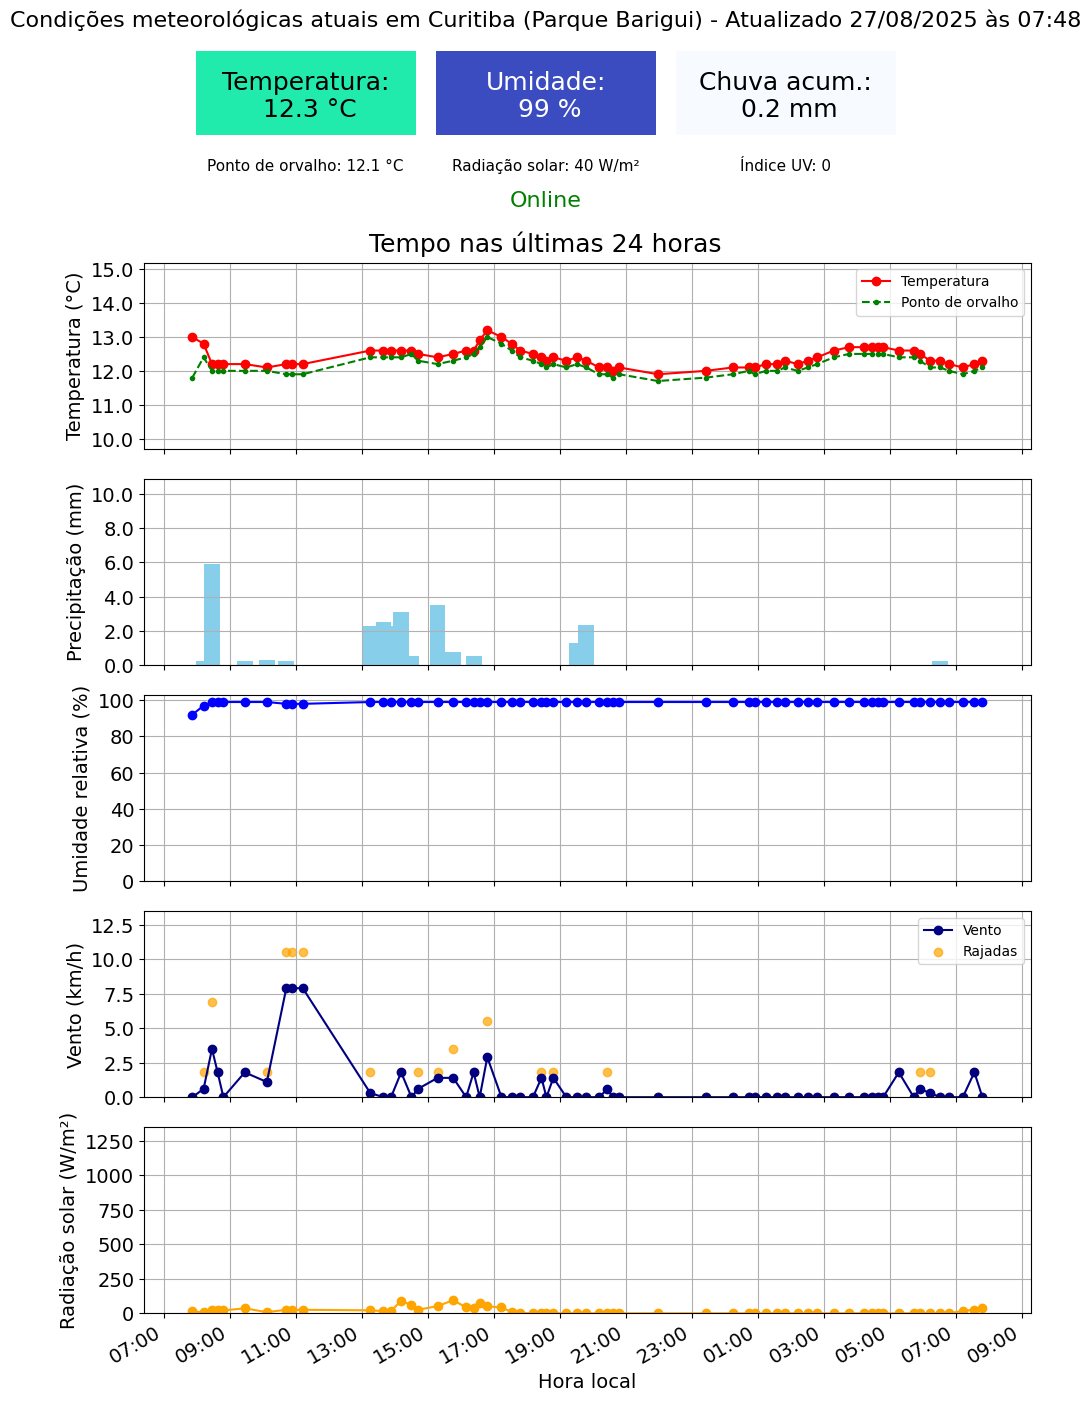 Condições meteorológicas atuais em Curitiba (Parque Barigui) - Atualizado 27/08/2025 às 07:48
Temperatura:
12.3 °C
Umidade:
99 %
Chuva acum.:
0.2 mm
Ponto de orvalho: 12.1 °C
Radiação solar: 40 W/m²
Índice UV: 0
Online
Tempo nas últimas 24 horas
Temperatura (°C)
15.0
14.0
13.0
12.0
11.0
10.0
Temperatura
Ponto de orvalho
Precipitação (mm)
10.0
8.0
6.0
4.0
2.0
0.0
Umidade relativa (%)
100
80
60
40
20
0
Vento (km/h)
12.5
10.0
7.5
5.0
2.5
0.0
Vento
Rajadas
Radiação solar (W/m²)
1250
1000
750
500
250
0
07:00
09:00
11:00
13:00
15:00
17:00
19:00
21:00
23:00
01:00
03:00
05:00
07:00
09:00
Hora local